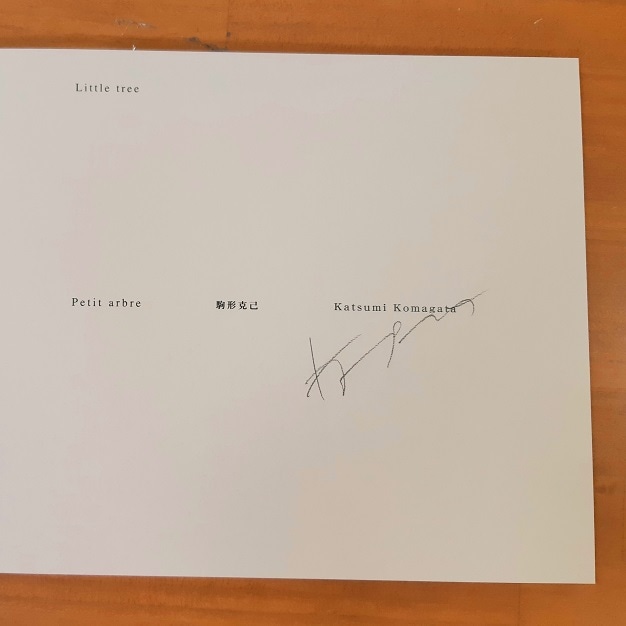 Little tree
Petit arbre 駒形克己 Katsumi Komagata